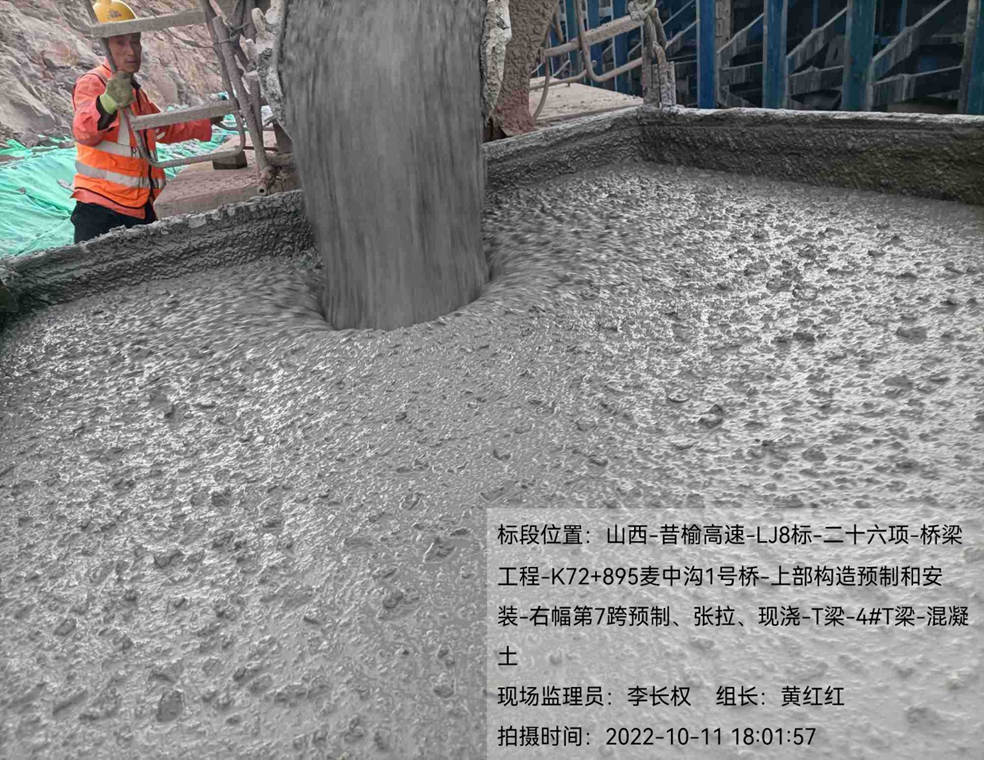 标段位置：山西-昔榆高速-LJ8标-二十六项-桥梁
工程-K72+895麦中沟1号桥-上部构造预制和安
装-右幅第7跨预制、张拉、现浇-T梁-4#T梁-混凝
土
现场监理员：李长权 组长：黄红红
拍摄时间：2022-10-11 18:01:57